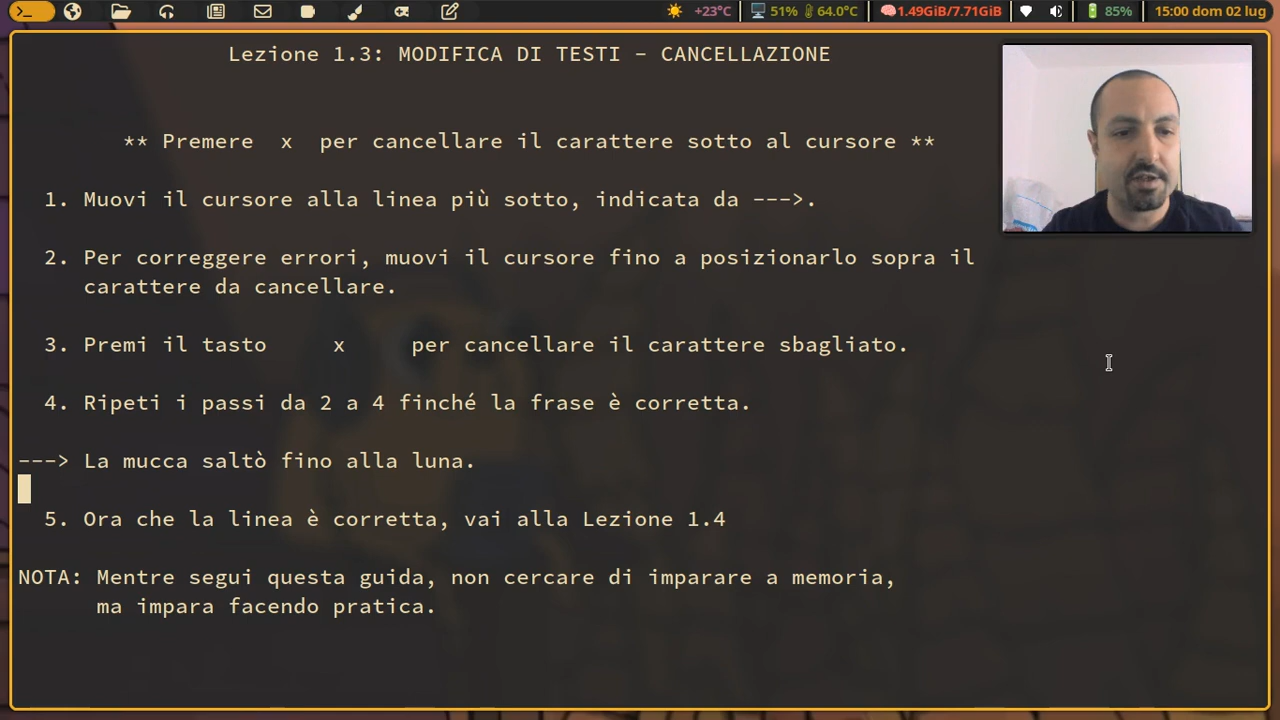 +23°C 51% 64.0°C 1.49GiB/7.71GiB 85% 15:00 dom 02 lug
Lezione 1.3: MODIFICA DI TESTI - CANCELLAZIONE
** Premere x per cancellare il carattere sotto al cursore **
1. Muovi il cursore alla linea più sotto, indicata da --->.
2. Per correggere errori, muovi il cursore fino a posizionarlo sopra il
carattere da cancellare.
3. Premi il tasto x per cancellare il carattere sbagliato.
4. Ripeti i passi da 2 a 4 finché la frase è corretta.
---> La mucca saltò fino alla luna.
5. Ora che la linea è corretta, vai alla Lezione 1.4
NOTA: Mentre segui questa guida, non cercare di imparare a memoria,
ma impara facendo pratica.